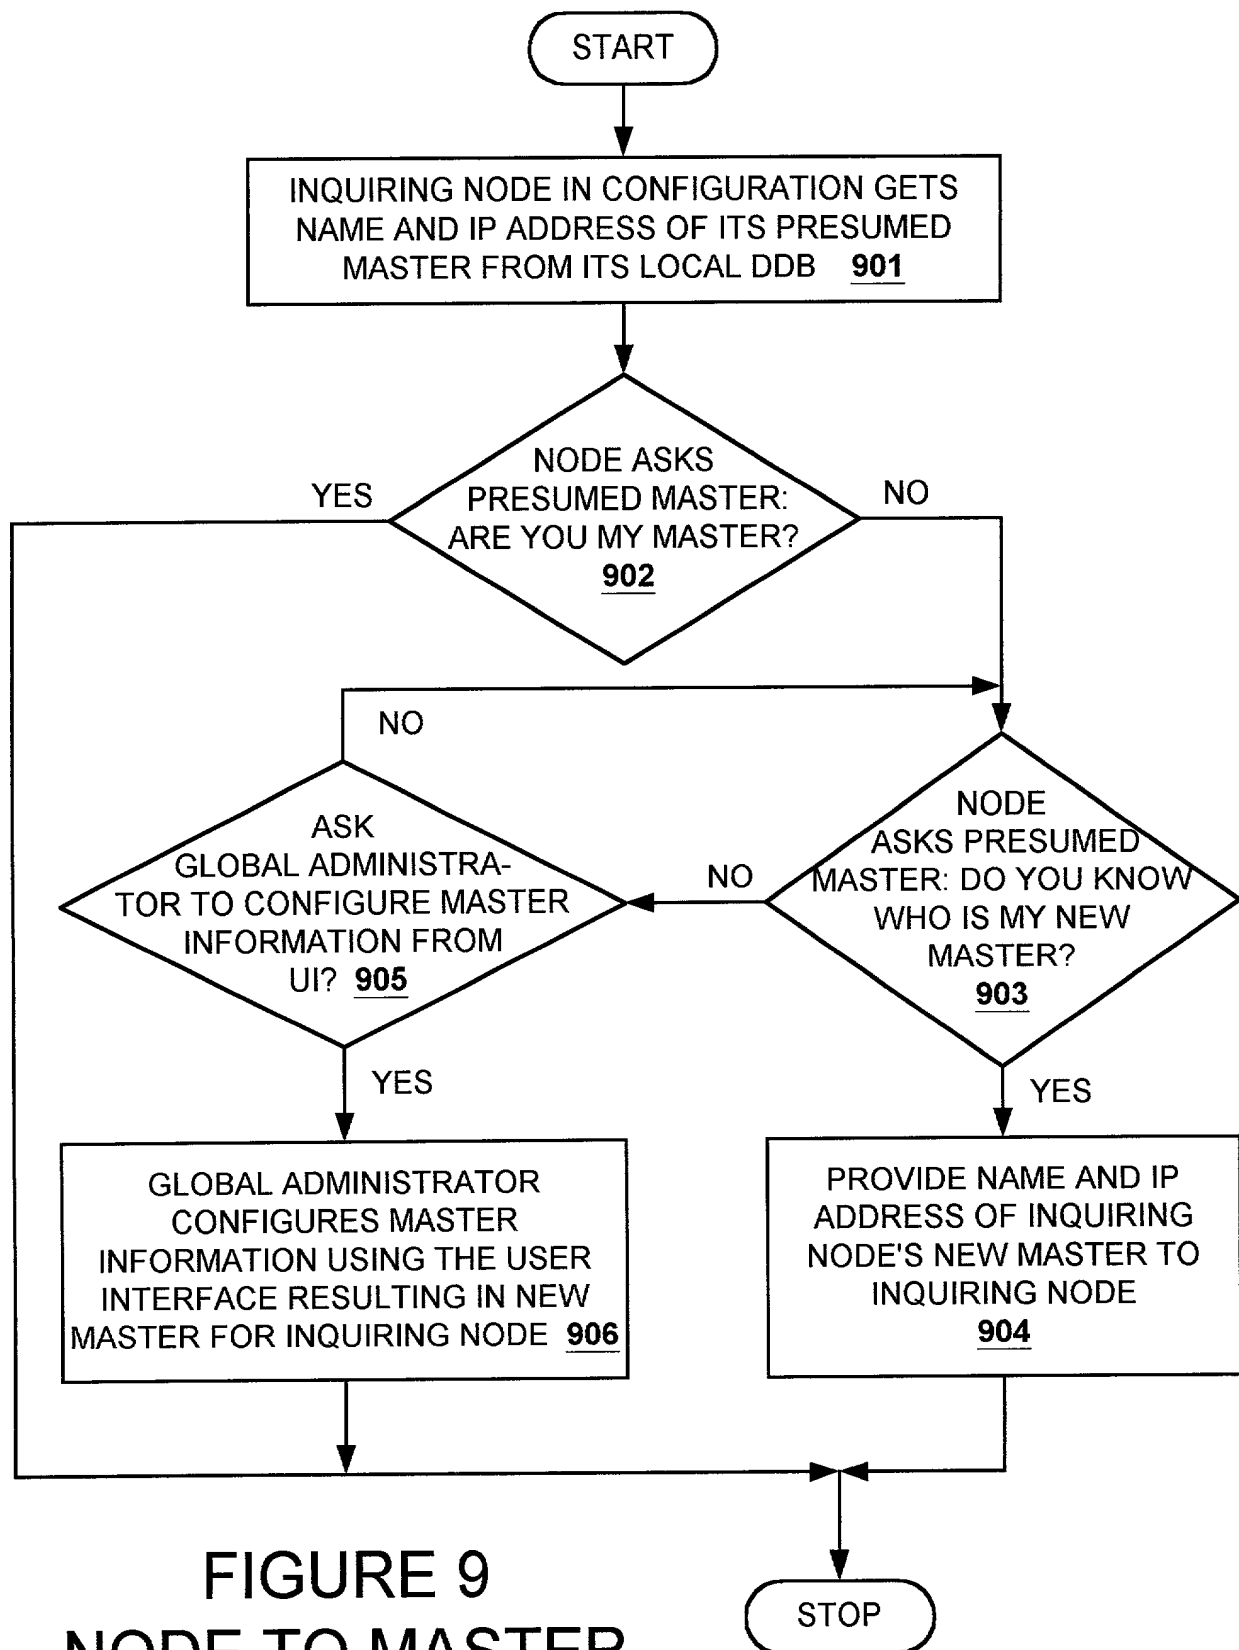 START
INQUIRING NODE IN CONFIGURATION GETS
NAME AND IP ADDRESS OF ITS PRESUMED
MASTER FROM ITS LOCAL DDB 901
NODE ASKS
PRESUMED MASTER:
ARE YOU MY MASTER?
902
YES
NO
NO
NODE
ASKS PRESUMED
MASTER: DO YOU KNOW
WHO IS MY NEW
MASTER?
903
NO
ASK
GLOBAL ADMINISTRA-
TOR TO CONFIGURE MASTER
INFORMATION FROM
UI? 905
YES
YES
GLOBAL ADMINISTRATOR
CONFIGURES MASTER
INFORMATION USING THE USER
INTERFACE RESULTING IN NEW
MASTER FOR INQUIRING NODE 906
PROVIDE NAME AND IP
ADDRESS OF INQUIRING
NODE'S NEW MASTER TO
INQUIRING NODE
904
FIGURE 9
NODE TO MASTER
STOP